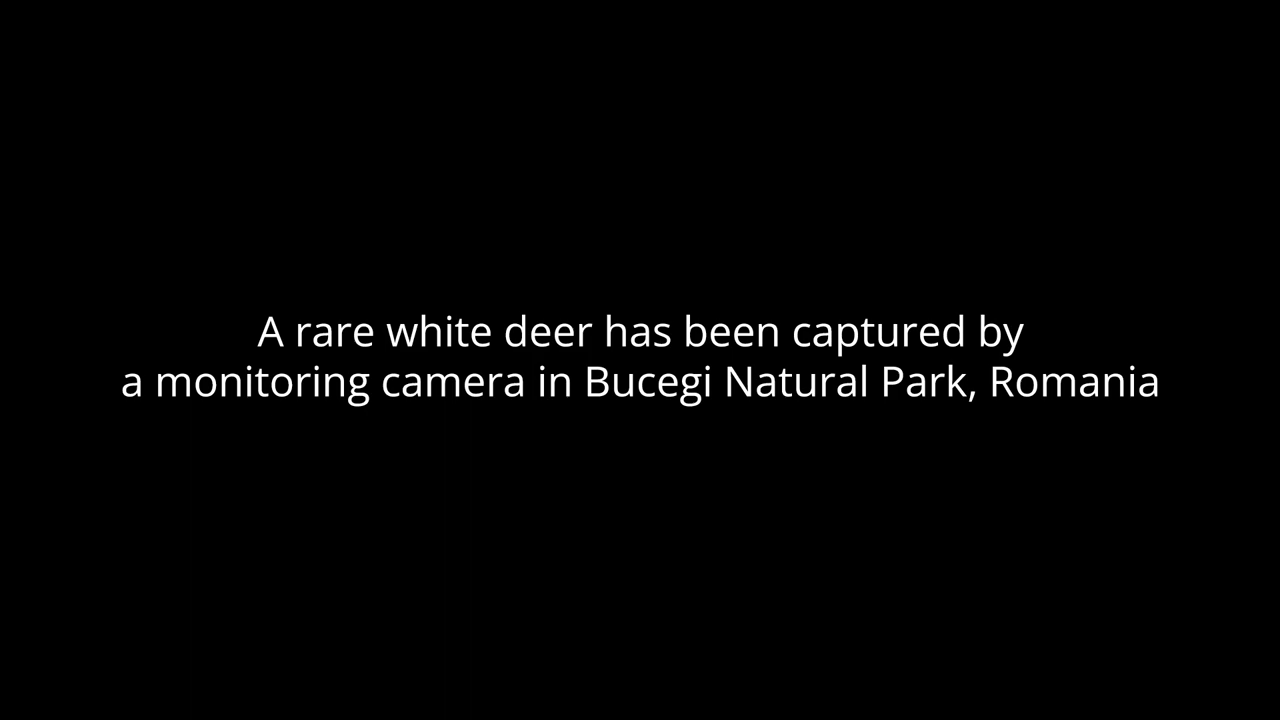 A rare white deer has been captured by
a monitoring camera in Bucegi Natural Park, Romania